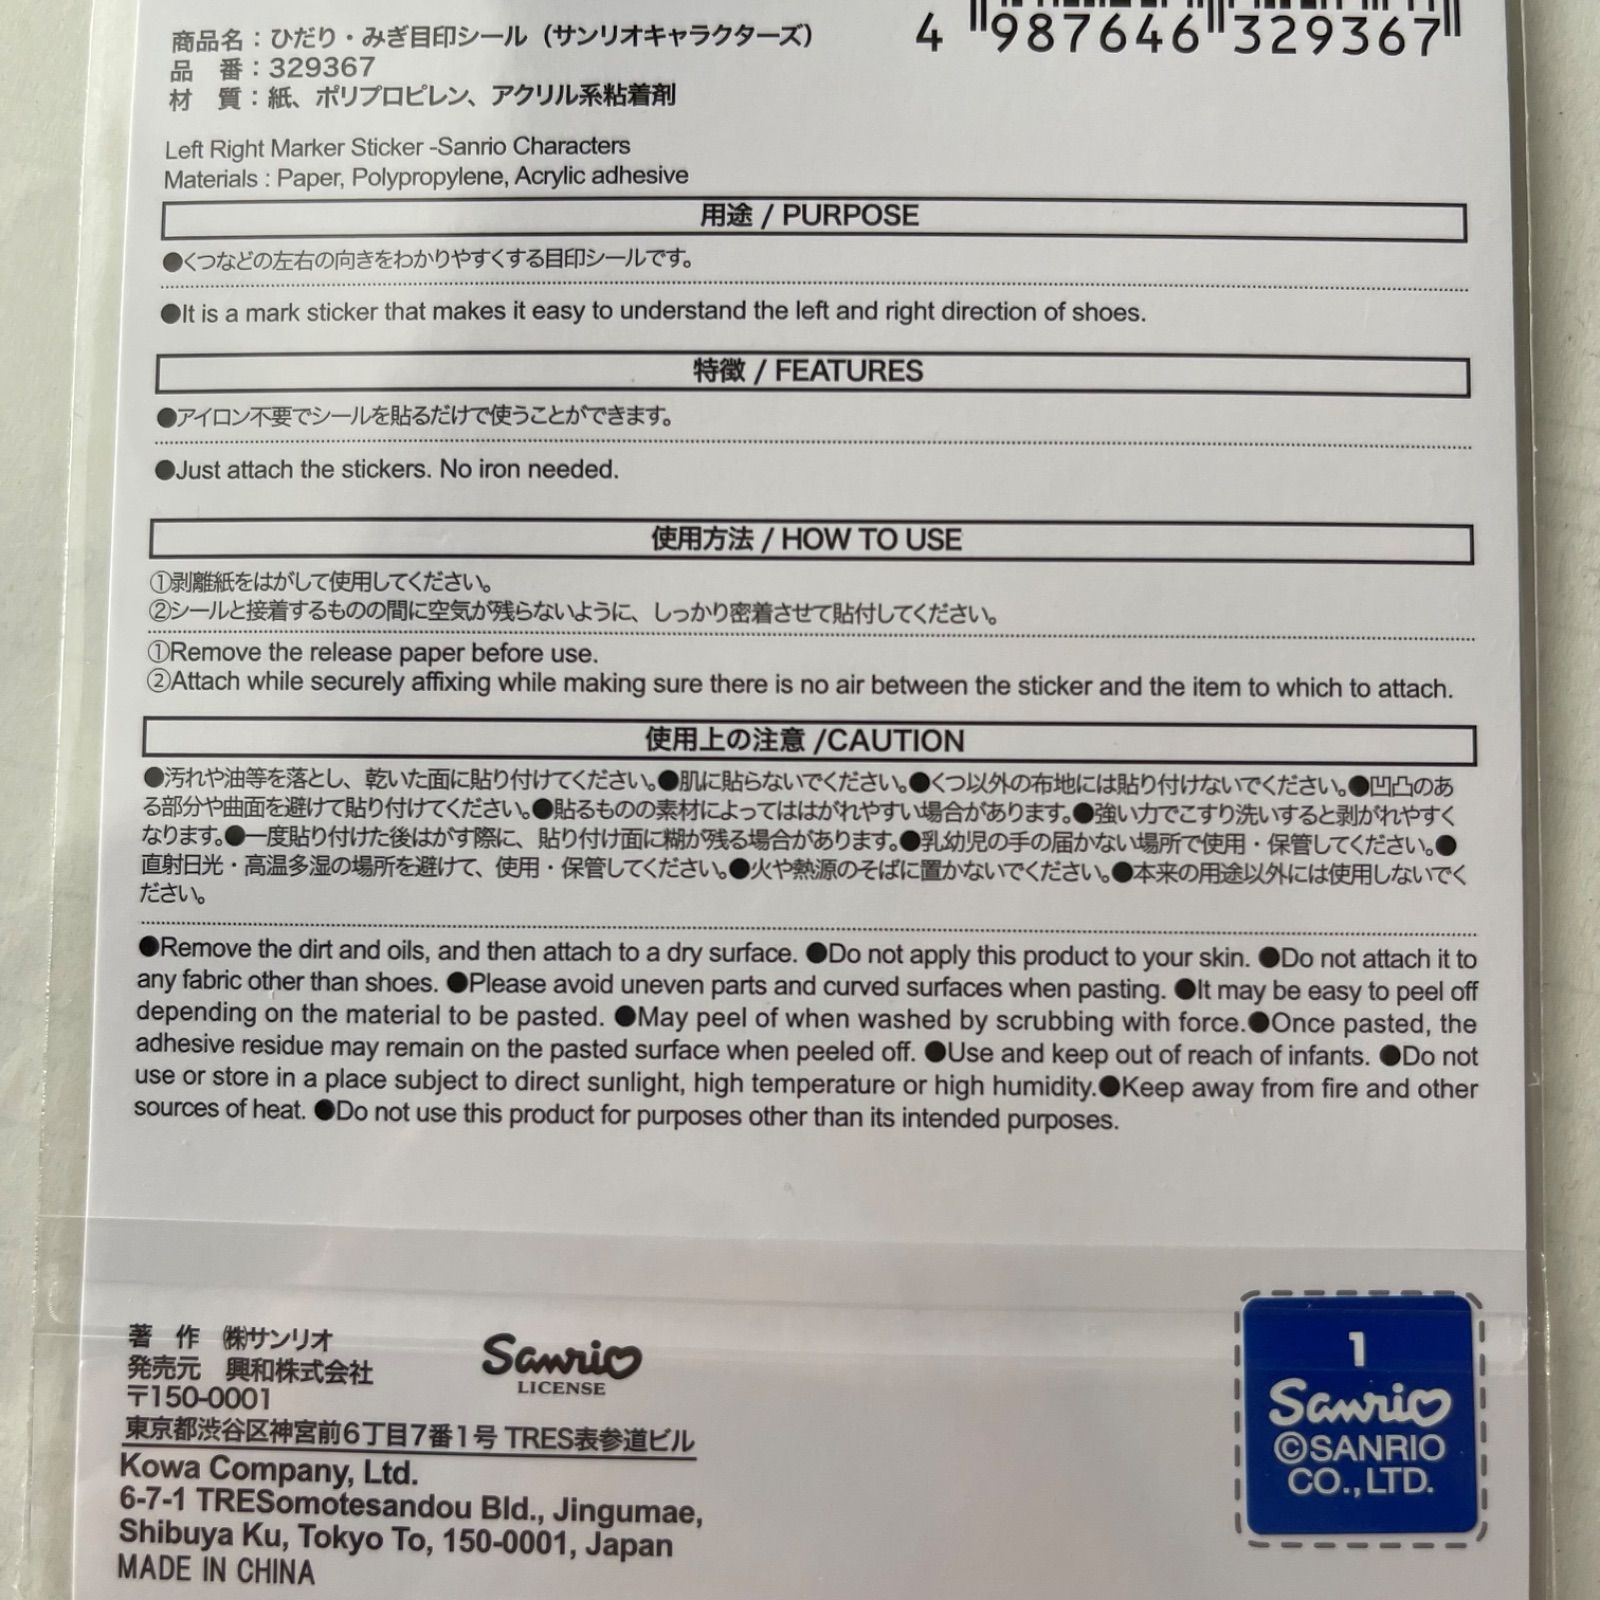 商品名：ひだり・みぎ目印シール（サンリオキャラクターズ）
品　番：329367
材　質：紙、ポリプロピレン、アクリル系粘着剤
4 987646 329367
Left Right Marker Sticker -Sanrio Characters
Materials : Paper, Polypropylene, Acrylic adhesive
用途 / PURPOSE
●くつなどの左右の向きをわかりやすくする目印シールです。
●It is a mark sticker that makes it easy to understand the left and right direction of shoes.
特徴 / FEATURES
●アイロン不要でシールを貼るだけで使うことができます。
●Just attach the stickers. No iron needed.
使用方法 / HOW TO USE
①剥離紙をはがして使用してください。
②シールと接着するものの間に空気が残らないように、しっかり密着させて貼付してください。
①Remove the release paper before use.
②Attach while securely affixing while making sure there is no air between the sticker and the item to which to attach.
使用上の注意 /CAUTION
●汚れや油等を落とし、乾いた面に貼り付けてください。●肌に貼らないでください。●くつ以外の布地には貼り付けないでください。●凹凸のあ
る部分や曲面を避けて貼り付けてください。●貼るものの素材によってははがれやすい場合があります。●強い力でこすり洗いすると剥がれやすく
なります。●一度貼り付けた後はがす際に、貼り付け面に糊が残る場合があります。●乳幼児の手の届かない場所で使用・保管してください。●
直射日光・高温多湿の場所を避けて、使用・保管してください。●火や熱源のそばに置かないでください。●本来の用途以外には使用しないでく
ださい。
●Remove the dirt and oils, and then attach to a dry surface. ●Do not apply this product to your skin. ●Do not attach it to
any fabric other than shoes. ●Please avoid uneven parts and curved surfaces when pasting. ●It may be easy to peel off
depending on the material to be pasted. ●May peel of when washed by scrubbing with force.●Once pasted, the
adhesive residue may remain on the pasted surface when peeled off. ●Use and keep out of reach of infants. ●Do not
use or store in a place subject to direct sunlight, high temperature or high humidity.●Keep away from fire and other
sources of heat. ●Do not use this product for purposes other than its intended purposes.
著　作　㈱サンリオ
発売元　興和株式会社
〒150-0001
東京都渋谷区神宮前6丁目7番1号 TRES表参道ビル
Kowa Company, Ltd.
6-7-1 TRESomotesandou Bld., Jingumae,
Shibuya Ku, Tokyo To, 150-0001, Japan
MADE IN CHINA
Sanrio
LICENSE
1
Sanrio
©SANRIO
CO.,LTD.